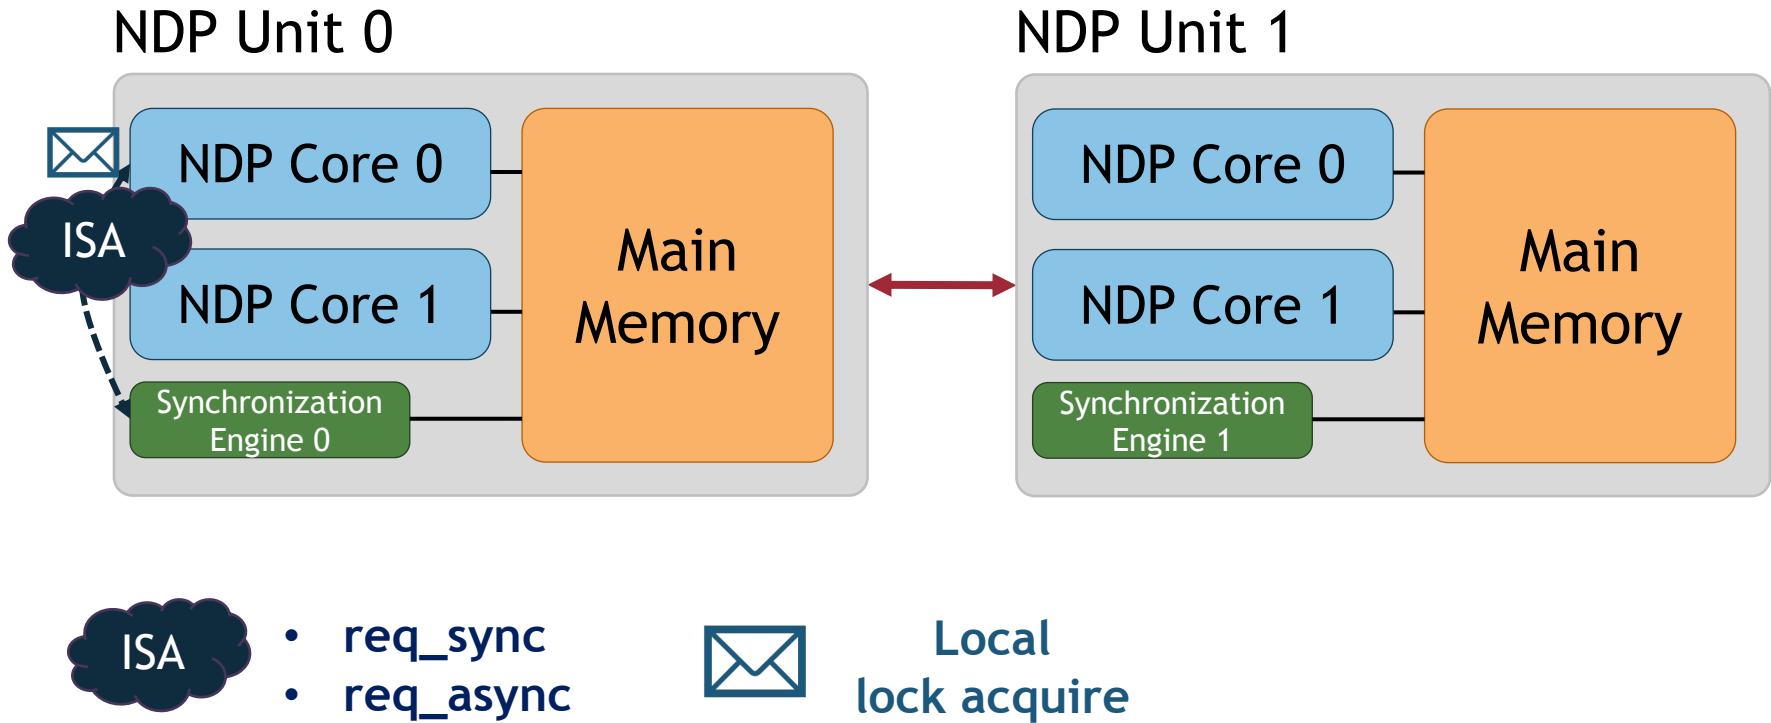 NDP Unit 0
NDP Unit 1
NDP Core 0
NDP Core 1
Synchronization
Engine 0
Main
Memory
ISA
NDP Core 0
NDP Core 1
Synchronization
Engine 1
Main
Memory
ISA
• req_sync
• req_async
Local
lock acquire